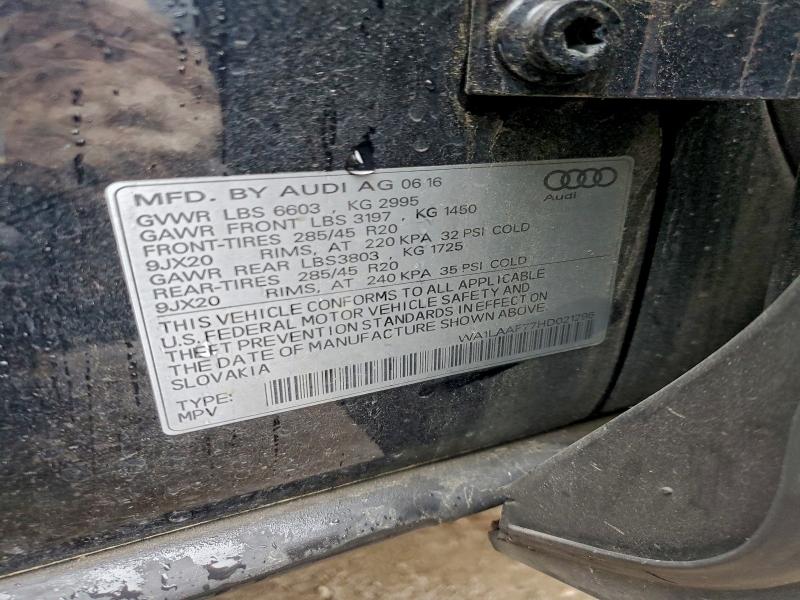 MFD. BY AUDI AG 06 16
Audi
GVWR LBS 6603 , KG 2995
GAWR FRONT LBS 3197 , KG 1450
FRONT-TIRES 285/45 R20
9JX20 RIMS, AT 220 KPA 32 PSI COLD
GAWR REAR LBS3803 , KG 1725
REAR-TIRES 285/45 R20
9JX20 RIMS, AT 240 KPA 35 PSI COLD
THIS VEHICLE CONFORMS TO ALL APPLICABLE
U.S. FEDERAL MOTOR VEHICLE SAFETY AND
THEFT PREVENTION STANDARDS IN EFFECT ON
THE DATE OF MANUFACTURE SHOWN ABOVE
SLOVAKIA
WA1LAAF77HD021296
TYPE:
MPV